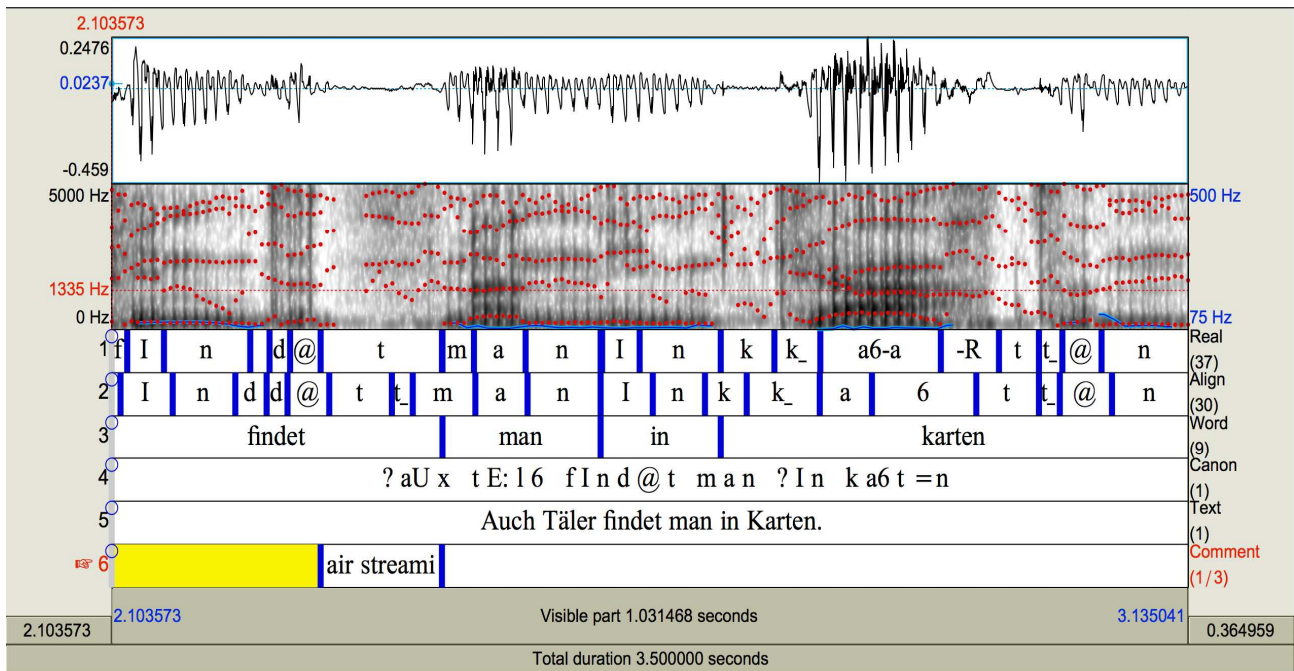 2.103573
0.2476
0.0237
-0.459
5000 Hz 500 Hz
1335 Hz
0 Hz 75 Hz
1 f I n d @ t m a n I n k k_ a6-a -R t t_ @ n Real (37)
2 I n d d @ t t_ m a n I n k k_ a 6 t t_ @ n Align (30)
3 findet man in karten Word (9)
4 ? aU x t E: l 6 f I n d @ t m a n ? I n k a6 t =n Canon (1)
5 Auch Täler findet man in Karten. Text (1)
6 air streami Comment (1/3)
2.103573 Visible part 1.031468 seconds 3.135041
2.103573 0.364959
Total duration 3.500000 seconds